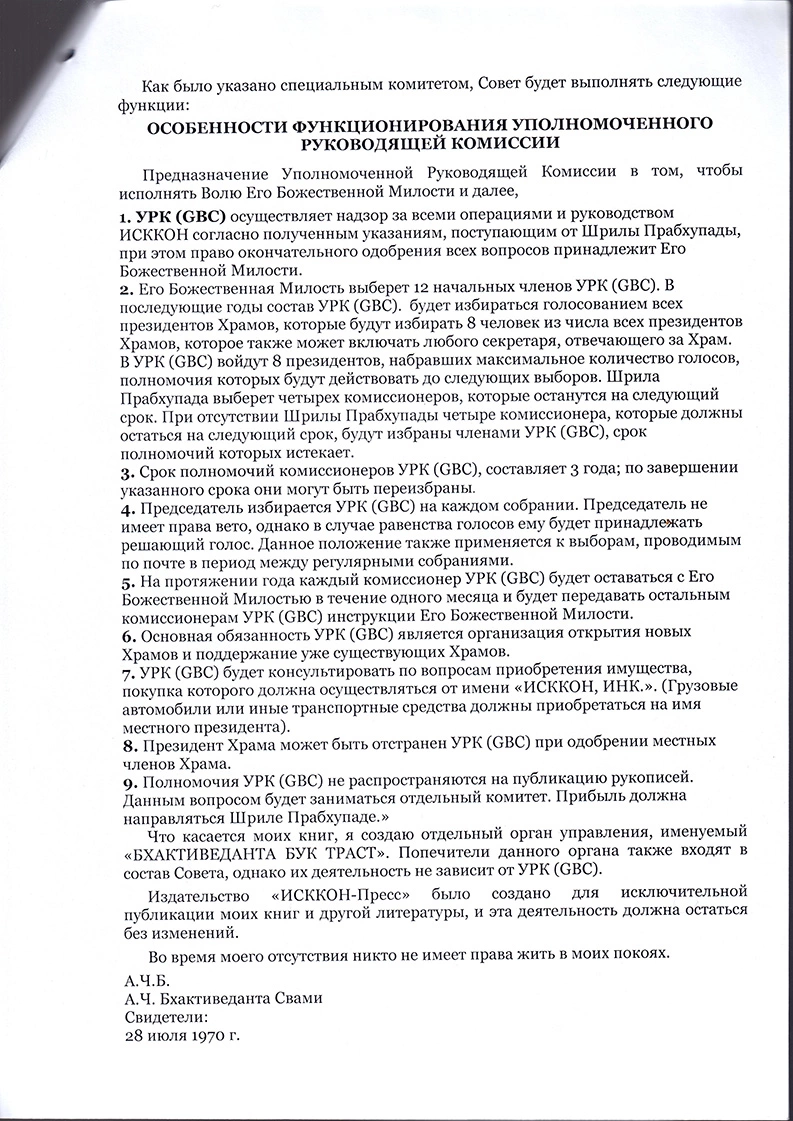 Как было указано специальным комитетом, Совет будет выполнять следующие
функции:
ОСОБЕННОСТИ ФУНКЦИОНИРОВАНИЯ УПОЛНОМОЧЕННОГО
РУКОВОДЯЩЕЙ КОМИССИИ
Предназначение Уполномоченной Руководящей Комиссии в том, чтобы
исполнять Волю Его Божественной Милости и далее,
1. УРК (GBC) осуществляет надзор за всеми операциями и руководством
ИСККОН согласно полученным указаниям, поступающим от Шрилы Прабхупады,
при этом право окончательного одобрения всех вопросов принадлежит Его
Божественной Милости.
2. Его Божественная Милость выберет 12 начальных членов УРК (GBC). В
последующие годы состав УРК (GBC). будет избираться голосованием всех
президентов Храмов, которые будут избирать 8 человек из числа всех президентов
Храмов, которое также может включать любого секретаря, отвечающего за Храм.
В УРК (GBC) войдут 8 президентов, набравших максимальное количество голосов,
полномочия которых будут действовать до следующих выборов. Шрила
Прабхупада выберет четырех комиссионеров, которые останутся на следующий
срок. При отсутствии Шрилы Прабхупады четыре комиссионера, которые должны
остаться на следующий срок, будут избраны членами УРК (GBC), срок
полномочий которых истекает.
3. Срок полномочий комиссионеров УРК (GBC), составляет 3 года; по завершении
указанного срока они могут быть переизбраны.
4. Председатель избирается УРК (GBC) на каждом собрании. Председатель не
имеет права вето, однако в случае равенства голосов ему будет принадлежать
решающий голос. Данное положение также применяется к выборам, проводимым
по почте в период между регулярными собраниями.
5. На протяжении года каждый комиссионер УРК (GBC) будет оставаться с Его
Божественной Милостью в течение одного месяца и будет передавать остальным
комиссионерам УРК (GBC) инструкции Его Божественной Милости.
6. Основная обязанность УРК (GBC) является организация открытия новых
Храмов и поддержание уже существующих Храмов.
7. УРК (GBC) будет консультировать по вопросам приобретения имущества,
покупка которого должна осуществляться от имени «ИСККОН, ИНК.». (Грузовые
автомобили или иные транспортные средства должны приобретаться на имя
местного президента).
8. Президент Храма может быть отстранен УРК (GBC) при одобрении местных
членов Храма.
9. Полномочия УРК (GBC) не распространяются на публикацию рукописей.
Данным вопросом будет заниматься отдельный комитет. Прибыль должна
направляться Шриле Прабхупаде.»
Что касается моих книг, я создаю отдельный орган управления, именуемый
«БХАКТИВЕДАНТА БУК ТРАСТ». Попечители данного органа также входят в
состав Совета, однако их деятельность не зависит от УРК (GBC).
Издательство «ИСККОН-Пресс» было создано для исключительной
публикации моих книг и другой литературы, и эта деятельность должна остаться
без изменений.
Во время моего отсутствия никто не имеет права жить в моих покоях.
А.Ч.Б.
А.Ч. Бхактиведанта Свами
Свидетели:
28 июля 1970 г.